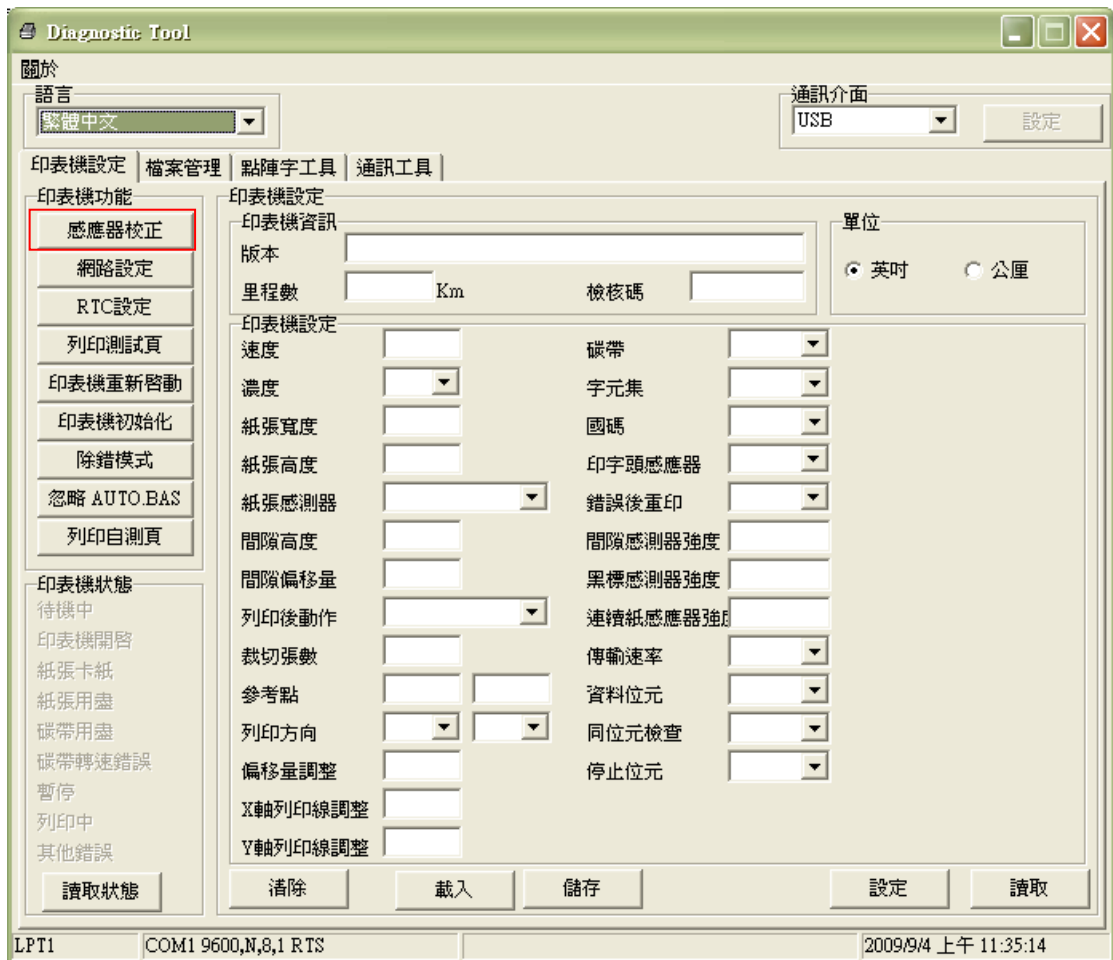 Diagnostic Tool
關於
語言
繁體中文
通訊介面
USB
設定
印表機設定 檔案管理 點陣字工具 通訊工具
印表機功能
感應器校正
網路設定
RTC設定
列印測試頁
印表機重新啓動
印表機初始化
除錯模式
忽略 AUTO.BAS
列印自測頁
印表機狀態
待機中
印表機開啓
紙張卡紙
紙張用盡
碳帶用盡
碳帶轉速錯誤
暫停
列印中
其他錯誤
讀取狀態
印表機設定
印表機資訊
版本
里程數 Km 檢核碼
單位
英吋 公厘
印表機設定
速度 碳帶
濃度 字元集
紙張寬度 國碼
紙張高度 印字頭感應器
紙張感測器 錯誤後重印
間隙高度 間隙感測器強度
間隙偏移量 黑標感測器強度
列印後動作 連續紙感應器強度
裁切張數 傳輸速率
參考點 資料位元
列印方向 同位元檢查
偏移量調整 停止位元
X軸列印線調整
Y軸列印線調整
清除 載入 儲存 設定 讀取
LPT1 COM1 9600,N,8,1 RTS 2009/9/4 上午 11:35:14